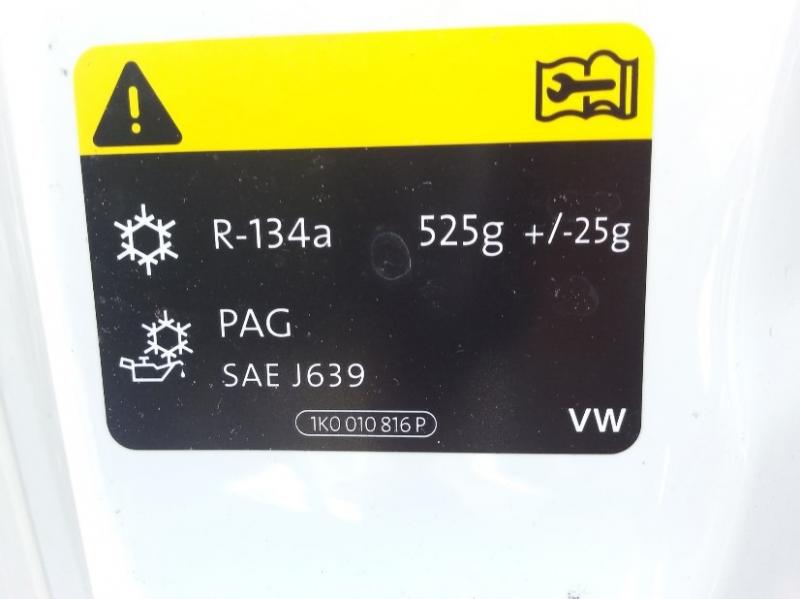 R-134a 525g +/-25g
PAG
SAE J639
1K0 010 816 P
VW